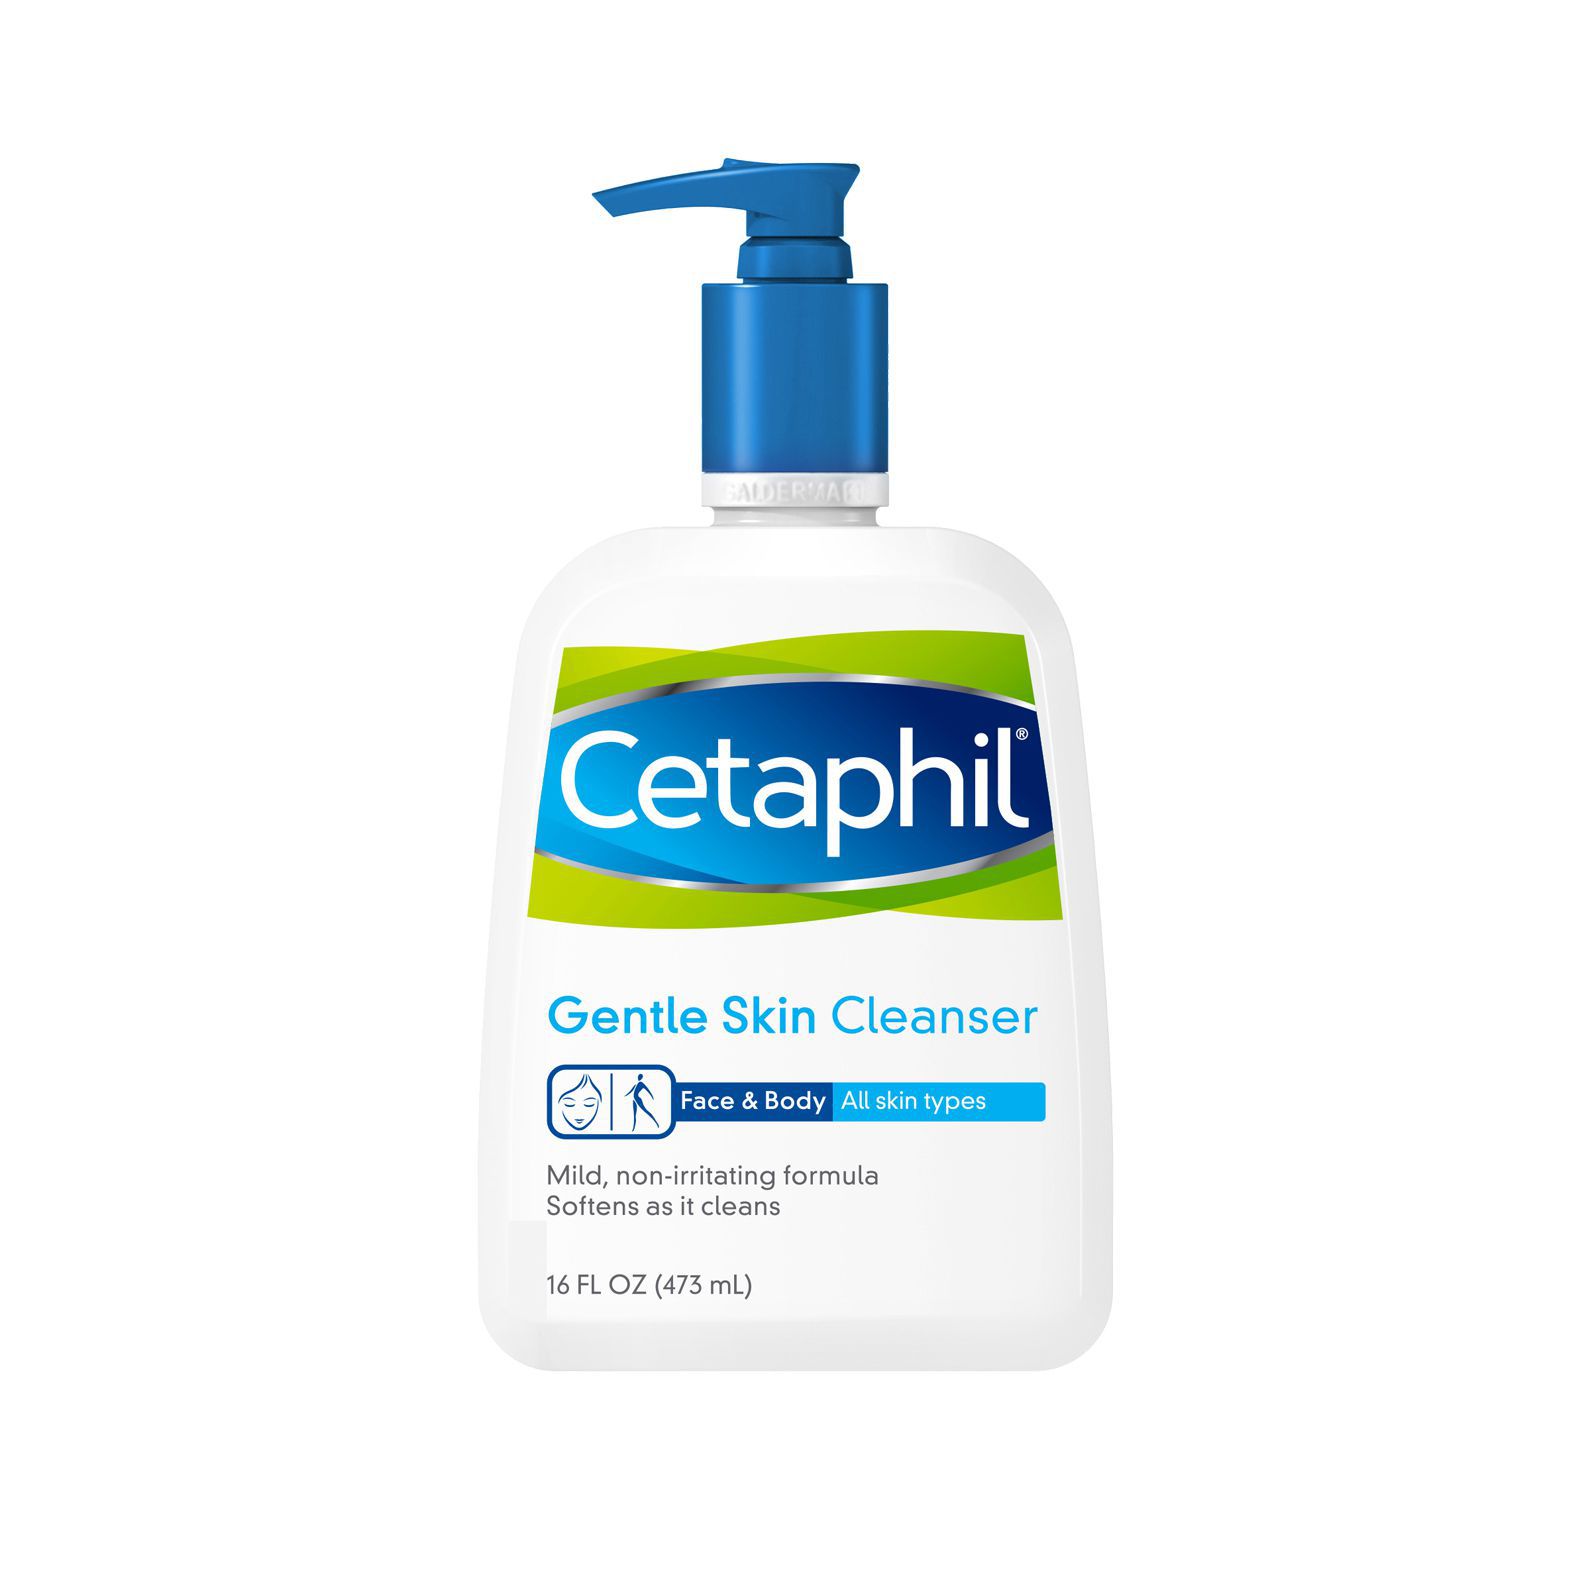 GALDERMA
Cetaphil®
Gentle Skin Cleanser
Face & Body All skin types
Mild, non-irritating formula
Softens as it cleans
16 FL OZ (473 mL)